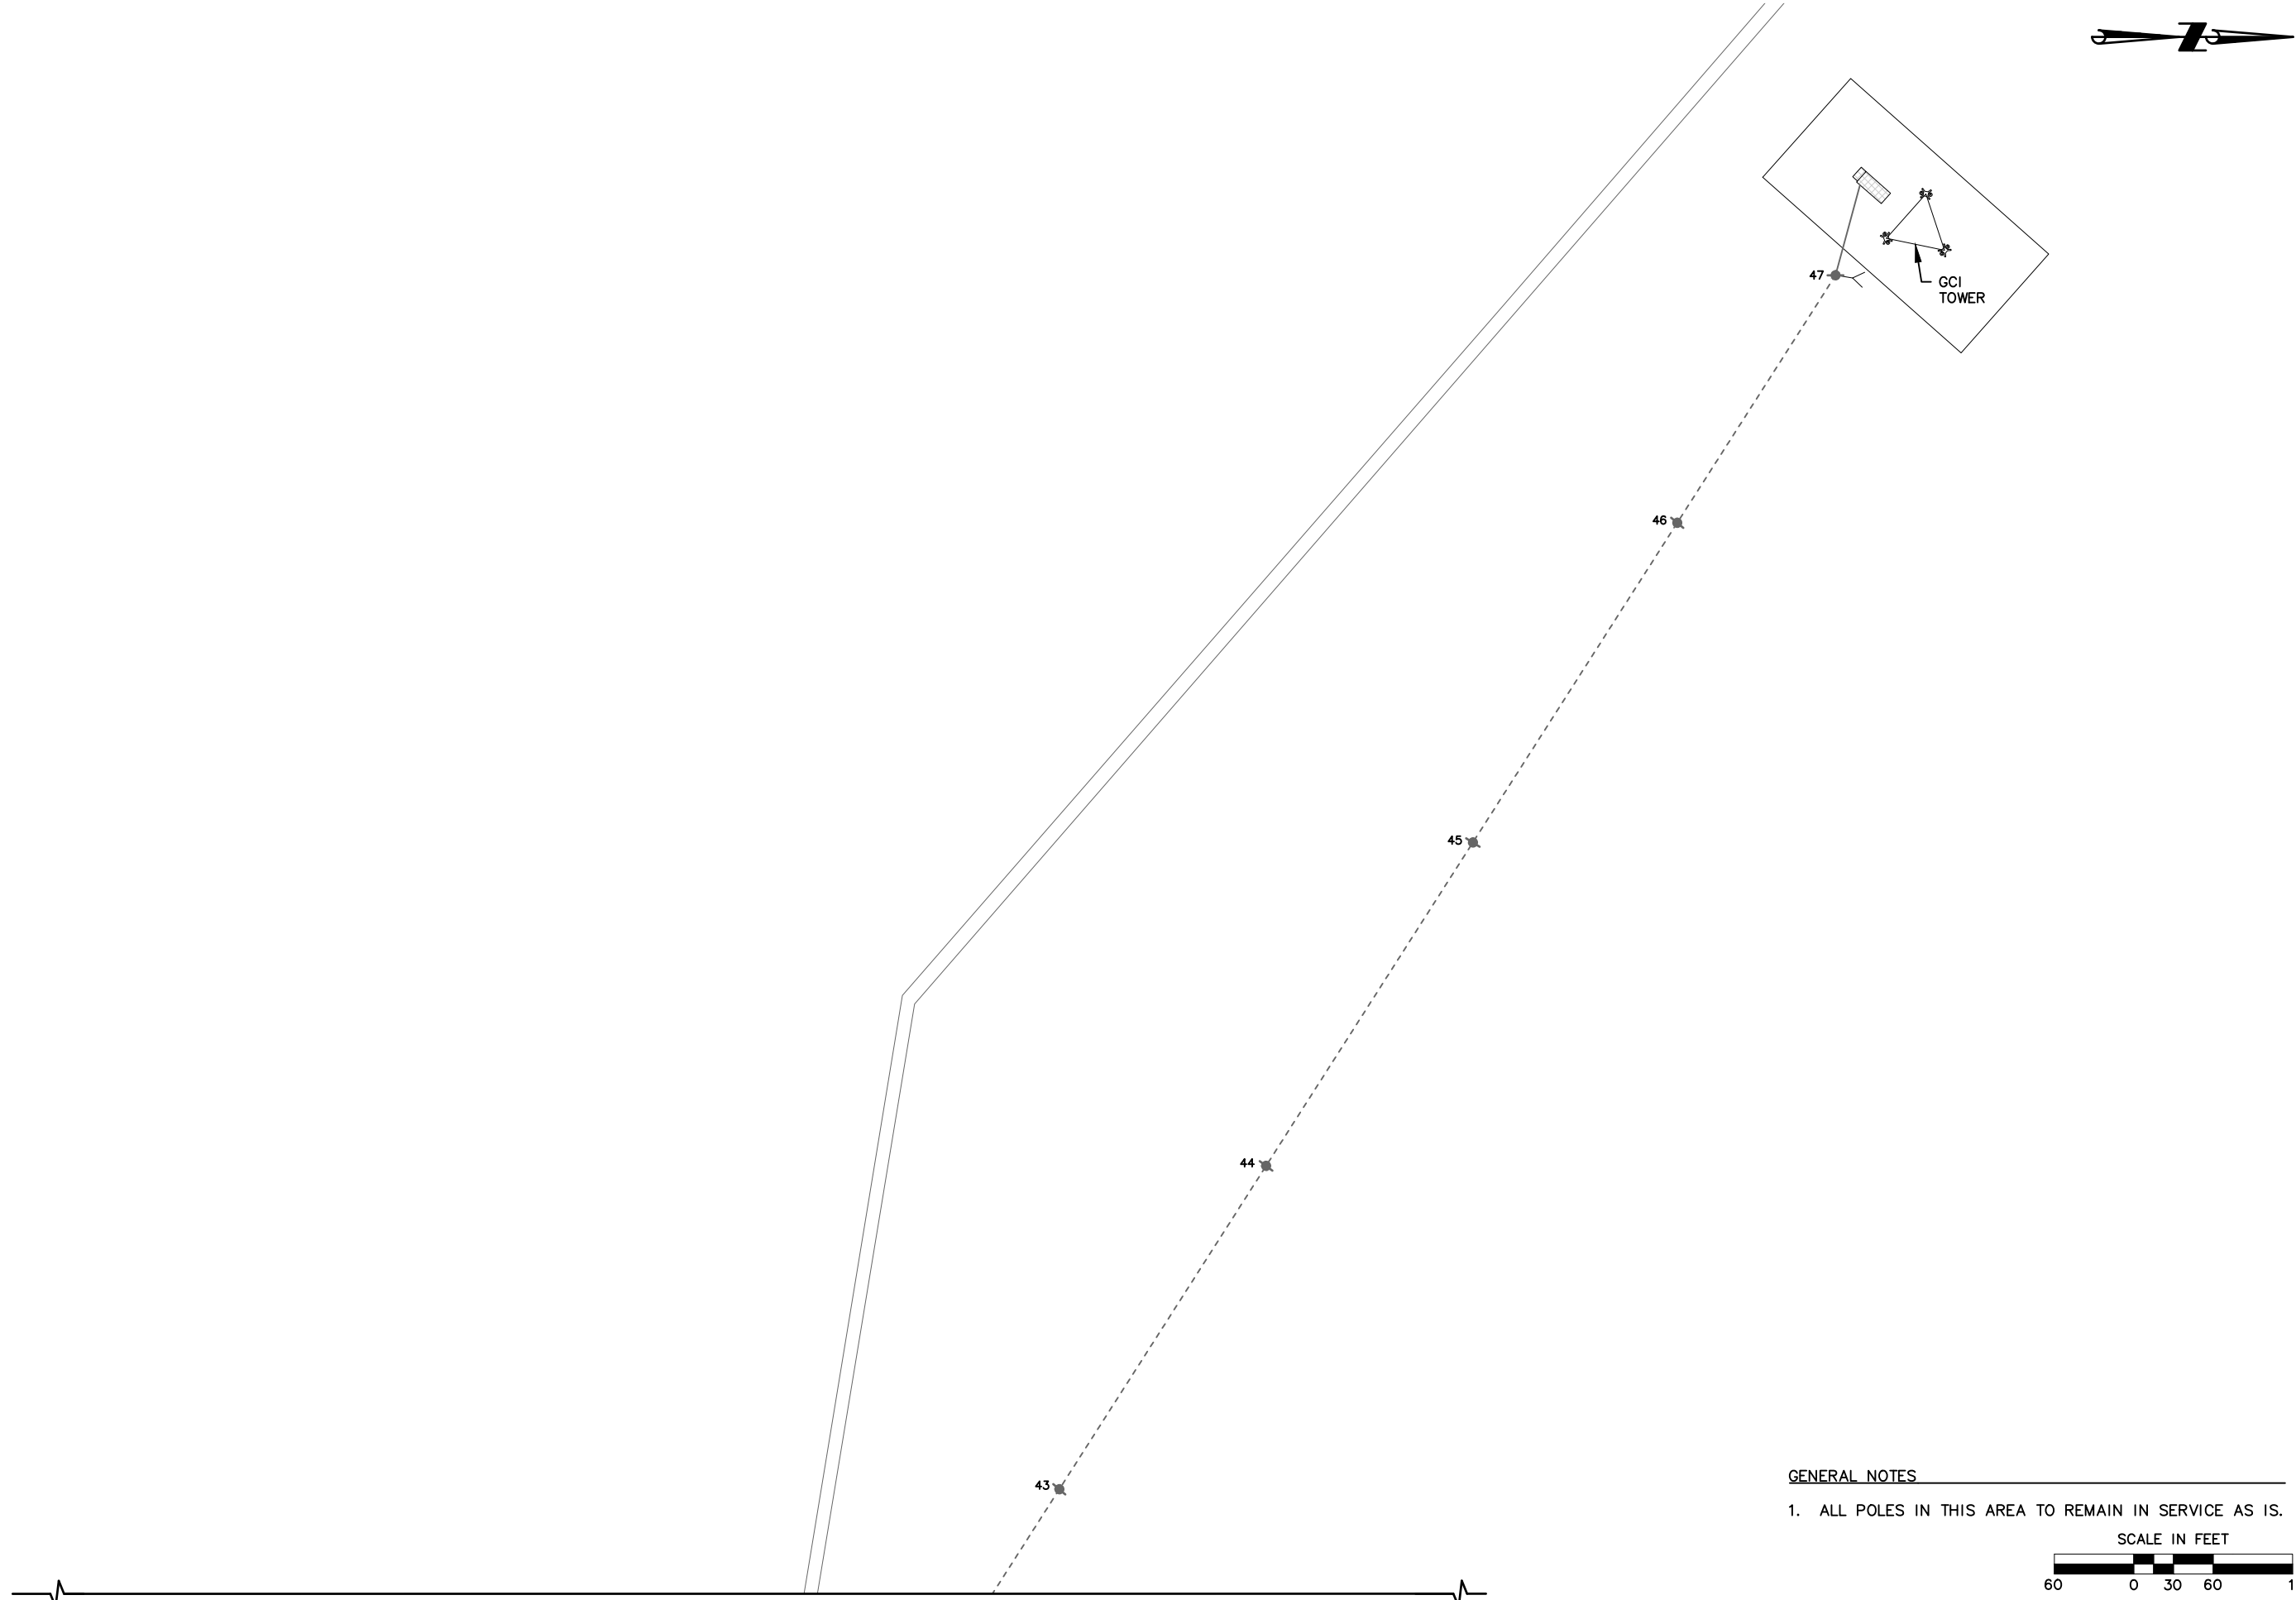 Z
47
GCI
TOWER
46
45
44
43
GENERAL NOTES
1. ALL POLES IN THIS AREA TO REMAIN IN SERVICE AS IS.
SCALE IN FEET
60 0 30 60 1